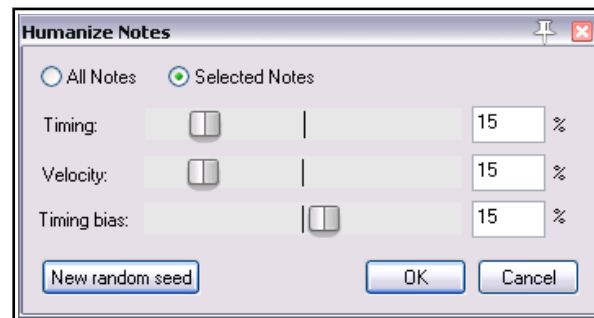 Humanize Notes
All Notes Selected Notes
Timing: 15 %
Velocity: 15 %
Timing bias: 15 %
New random seed OK Cancel